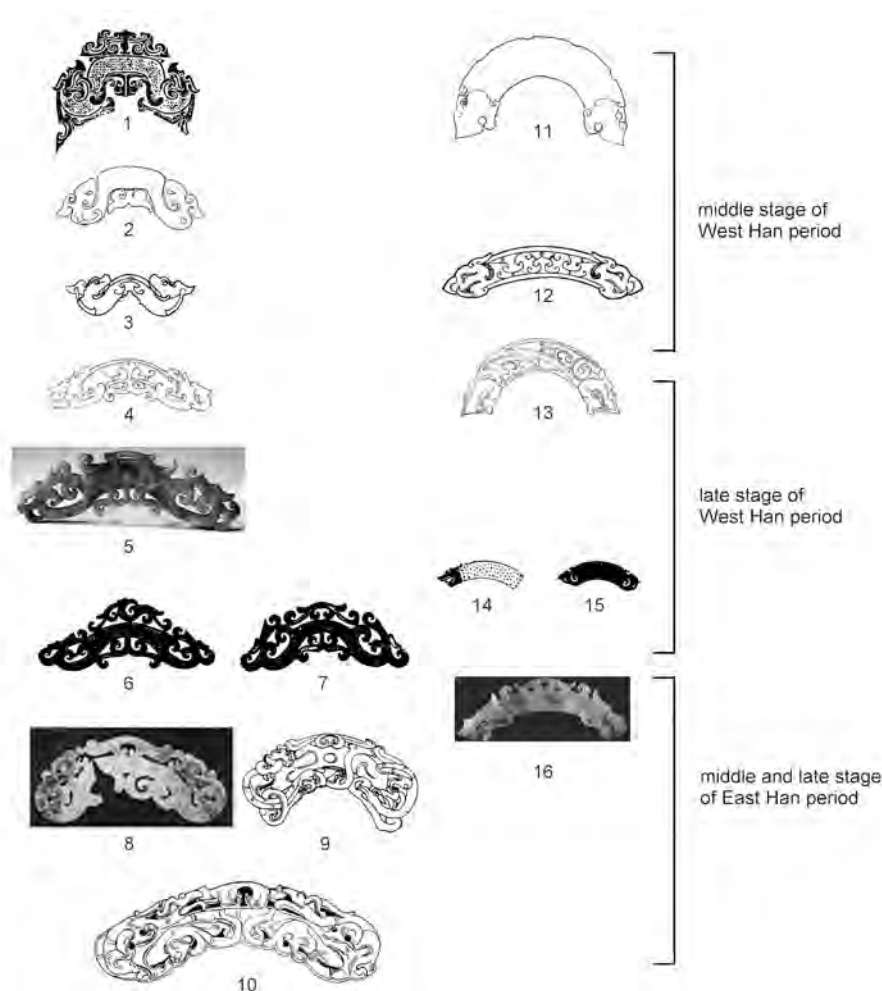 1
11
2
middle stage of
West Han period
3
12
4
13
5
late stage of
West Han period
14
15
6
7
16
8
9
middle and late stage
of East Han period
10